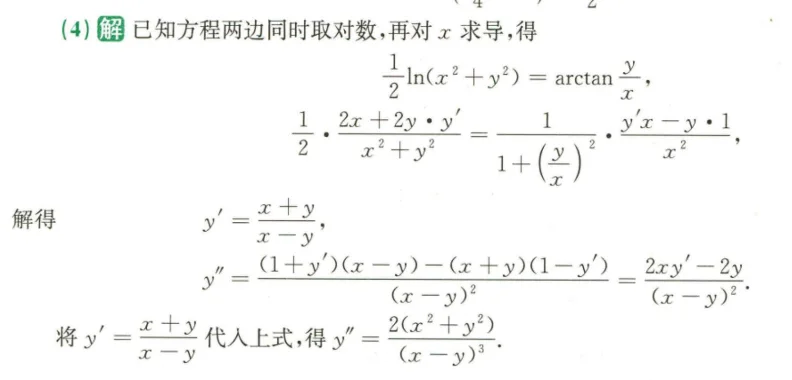 (4) 解 已知方程两边同时取对数,再对 x 求导,得
\frac{1}{2}\ln(x^2+y^2) = \arctan\frac{y}{x},
\frac{1}{2}\cdot\frac{2x+2y\cdot y'}{x^2+y^2} = \frac{1}{1+\left(\frac{y}{x}\right)^2}\cdot\frac{y'x-y\cdot 1}{x^2},
解得 y' = \frac{x+y}{x-y},
y'' = \frac{(1+y')(x-y)-(x+y)(1-y')}{(x-y)^2} = \frac{2xy'-2y}{(x-y)^2}.
将 y' = \frac{x+y}{x-y} 代入上式,得 y'' = \frac{2(x^2+y^2)}{(x-y)^3}.